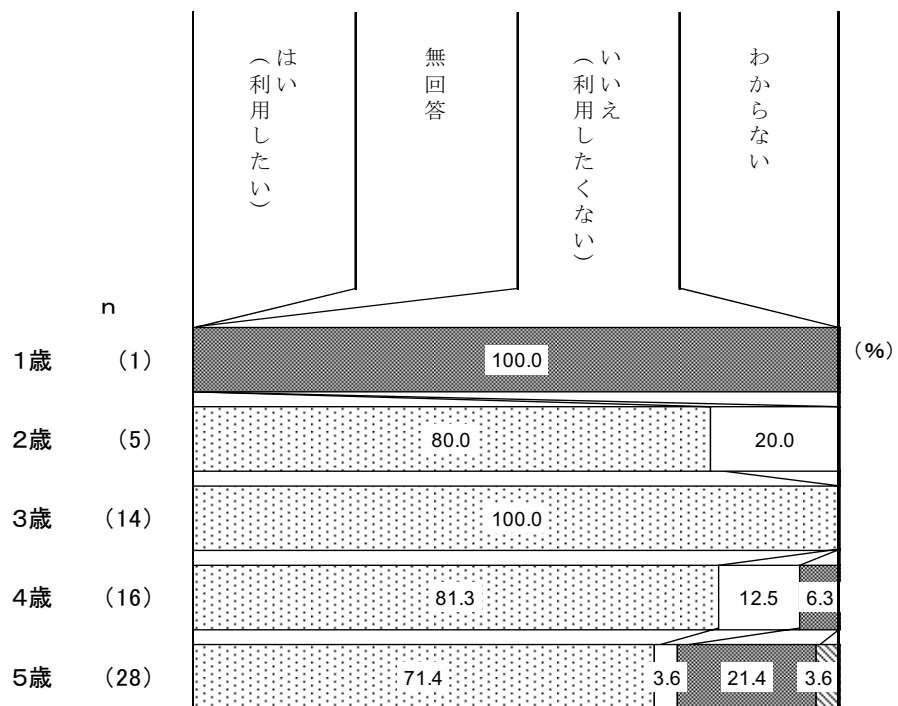 はい
（利用したい）
無回答
いいえ
（利用したくない）
わからない
n
1歳 （1） 100.0 （%）
2歳 （5） 80.0 20.0
3歳 （14） 100.0
4歳 （16） 81.3 12.5 6.3
5歳 （28） 71.4 3.6 21.4 3.6